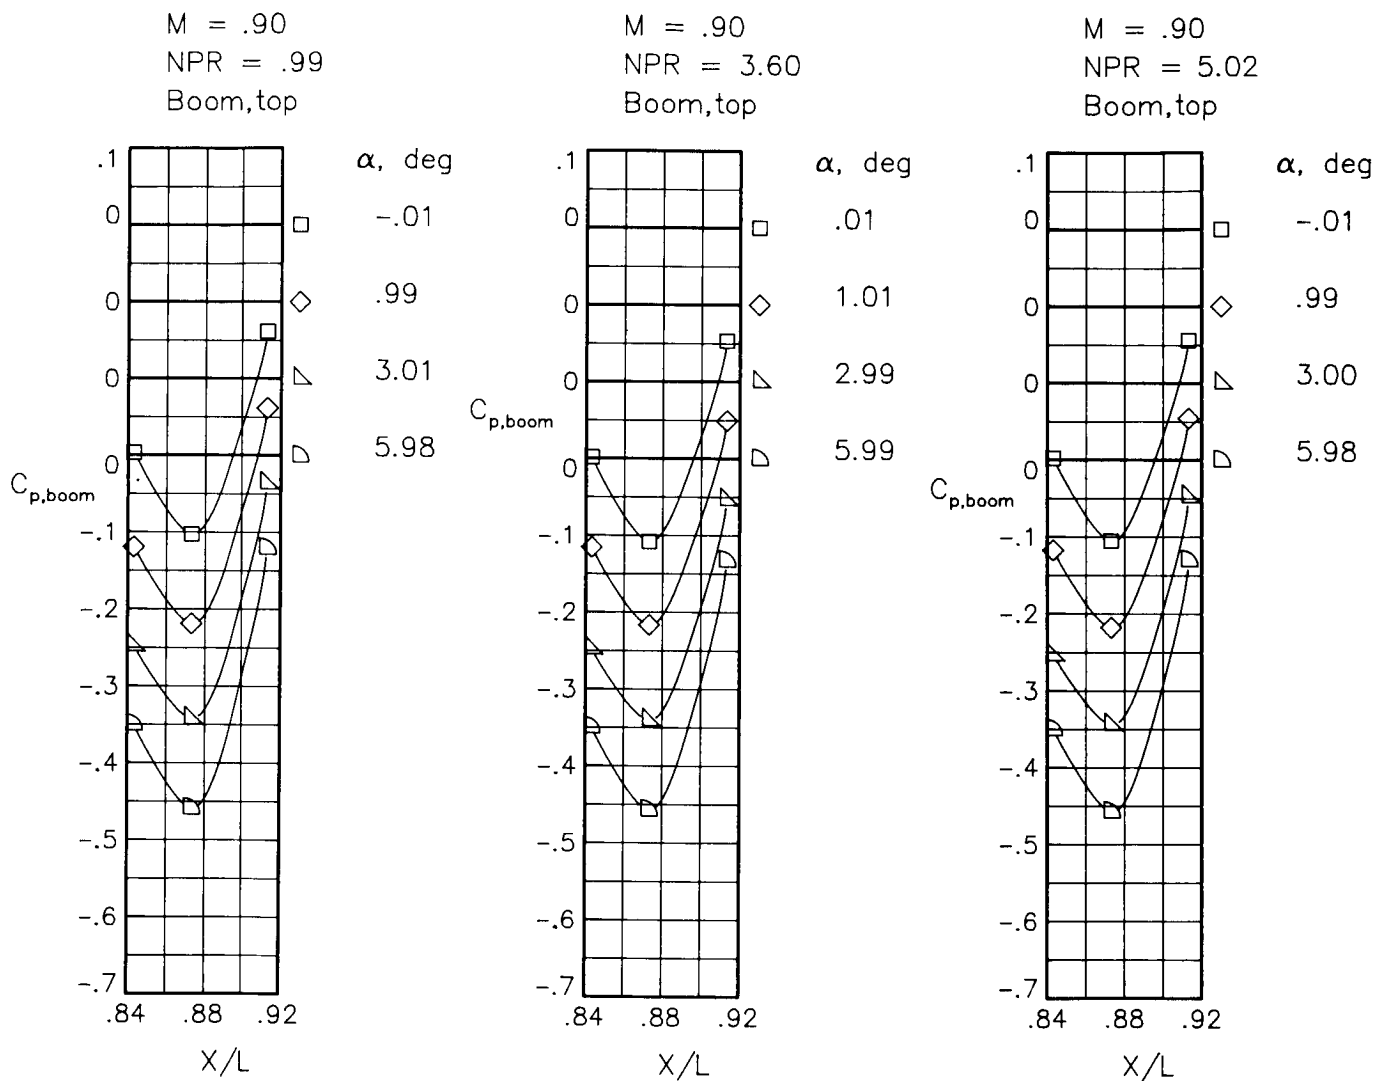 M = .90
NPR = .99
Boom,top
.1
0
0
0
0
-.1
-.2
-.3
-.4
-.5
-.6
-.7
C p,boom
α, deg
-.01
.99
3.01
5.98
.84 .88 .92
X/L
M = .90
NPR = 3.60
Boom,top
.1
0
0
0
0
-.1
-.2
-.3
-.4
-.5
-.6
-.7
C p,boom
α, deg
.01
1.01
2.99
5.99
.84 .88 .92
X/L
M = .90
NPR = 5.02
Boom,top
.1
0
0
0
0
-.1
-.2
-.3
-.4
-.5
-.6
-.7
C p,boom
α, deg
-.01
.99
3.00
5.98
.84 .88 .92
X/L